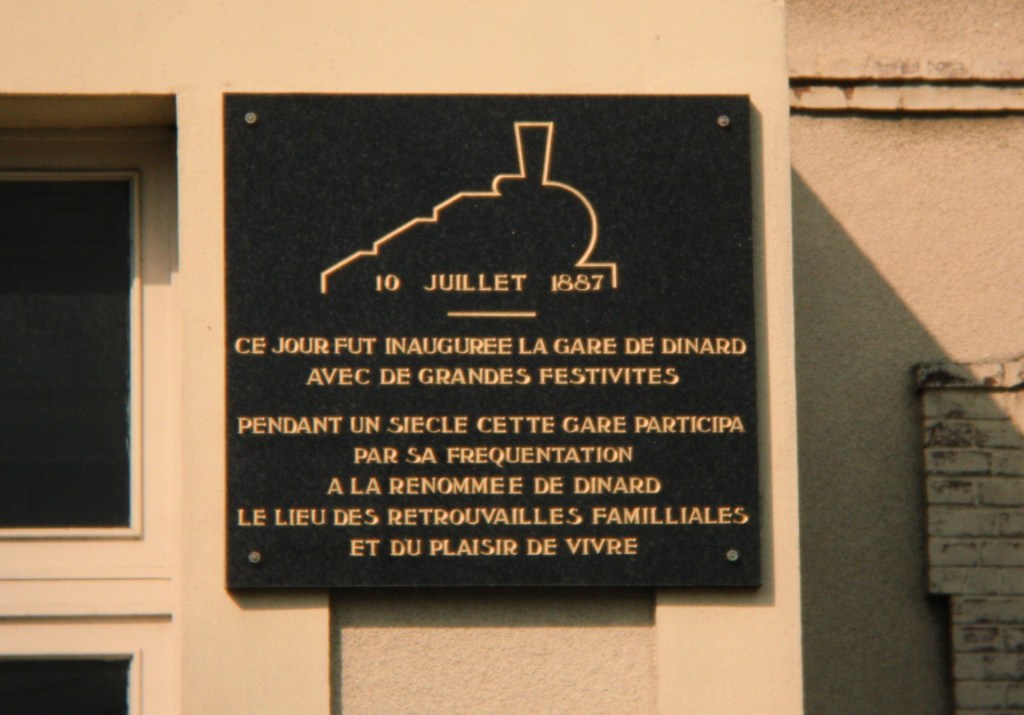 10 JUILLET 1887
CE JOUR FUT INAUGUREE LA GARE DE DINARD
AVEC DE GRANDES FESTIVITES
PENDANT UN SIECLE CETTE GARE PARTICIPA
PAR SA FREQUENTATION
A LA RENOMMEE DE DINARD
LE LIEU DES RETROUVAILLES FAMILLIALES
ET DU PLAISIR DE VIVRE